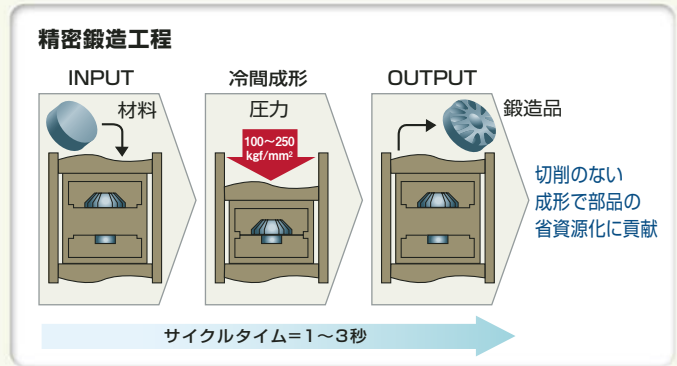 精密鍛造工程
INPUT
冷間成形
OUTPUT
材料
圧力
鍛造品
100〜250
kgf/mm²
切削のない
成形で部品の
省資源化に貢献
サイクルタイム=1〜3秒